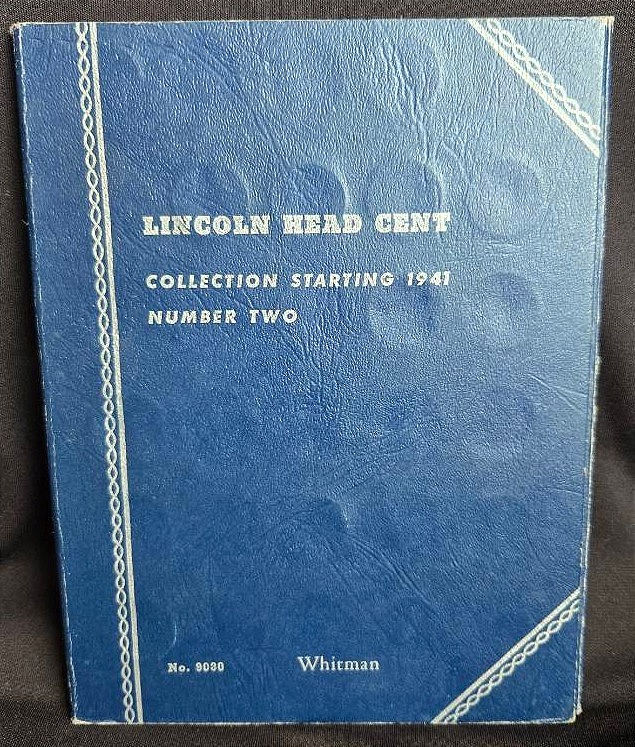 LINCOLN HEAD CENT
COLLECTION STARTING 1941
NUMBER TWO
No. 9030 Whitman